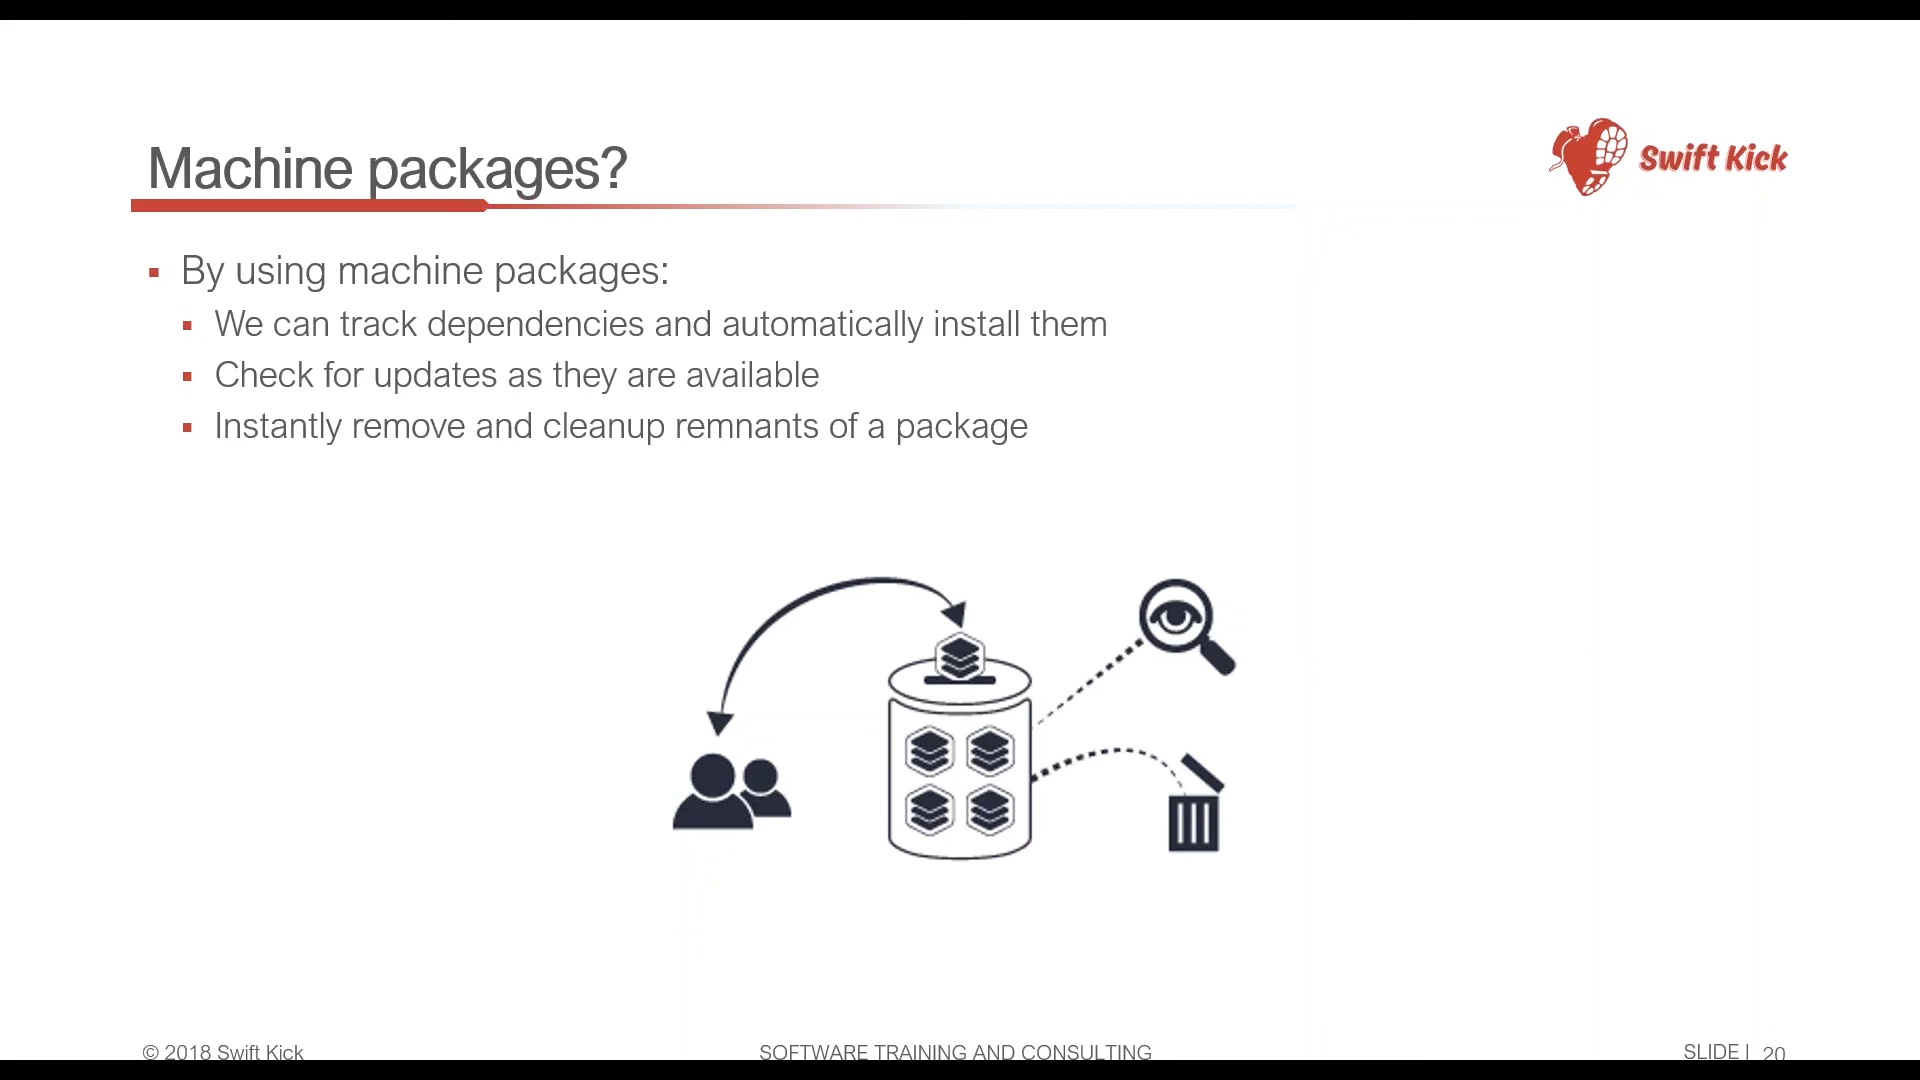 Machine packages?
Swift Kick
By using machine packages:
We can track dependencies and automatically install them
Check for updates as they are available
Instantly remove and cleanup remnants of a package
© 2018 Swift Kick
SOFTWARE TRAINING AND CONSULTING
SLIDE | 20